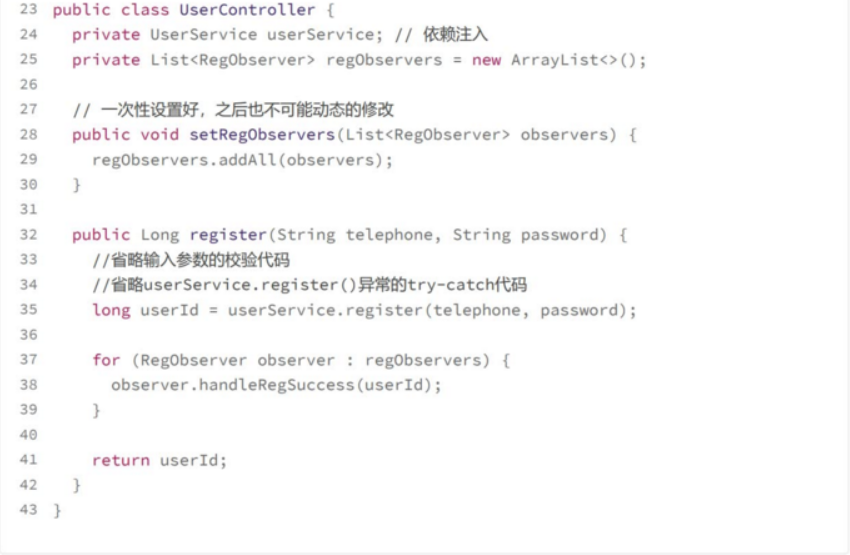 23 public class UserController {
24 private UserService userService; // 依赖注入
25 private List<RegObserver> regObservers = new ArrayList<>();
26
27 // 一次性设置好，之后也不可能动态的修改
28 public void setRegObservers(List<RegObserver> observers) {
29 regObservers.addAll(observers);
30 }
31
32 public Long register(String telephone, String password) {
33 //省略输入参数的校验代码
34 //省略userService.register()异常的try-catch代码
35 long userId = userService.register(telephone, password);
36
37 for (RegObserver observer : regObservers) {
38 observer.handleRegSuccess(userId);
39 }
40
41 return userId;
42 }
43 }